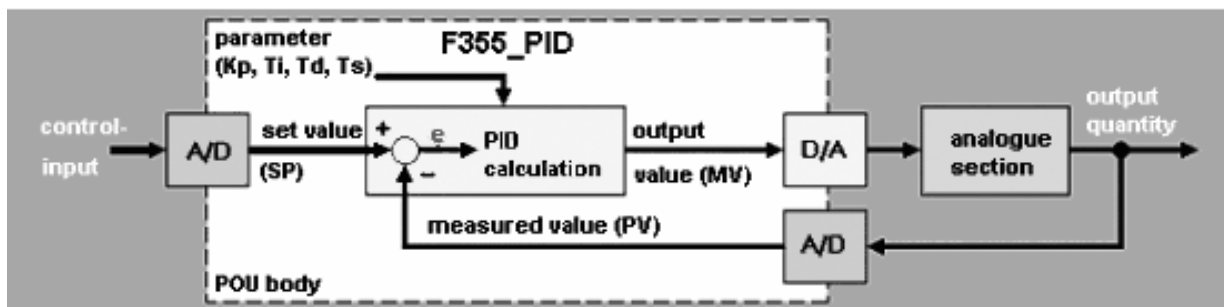 parameter
(Kp, Ti, Td, Ts)
F355_PID
control-
input
A/D
set value
(SP)
+
e
−
PID
calculation
output
value (MV)
D/A
analogue
section
output
quantity
measured value (PV)
A/D
POU body